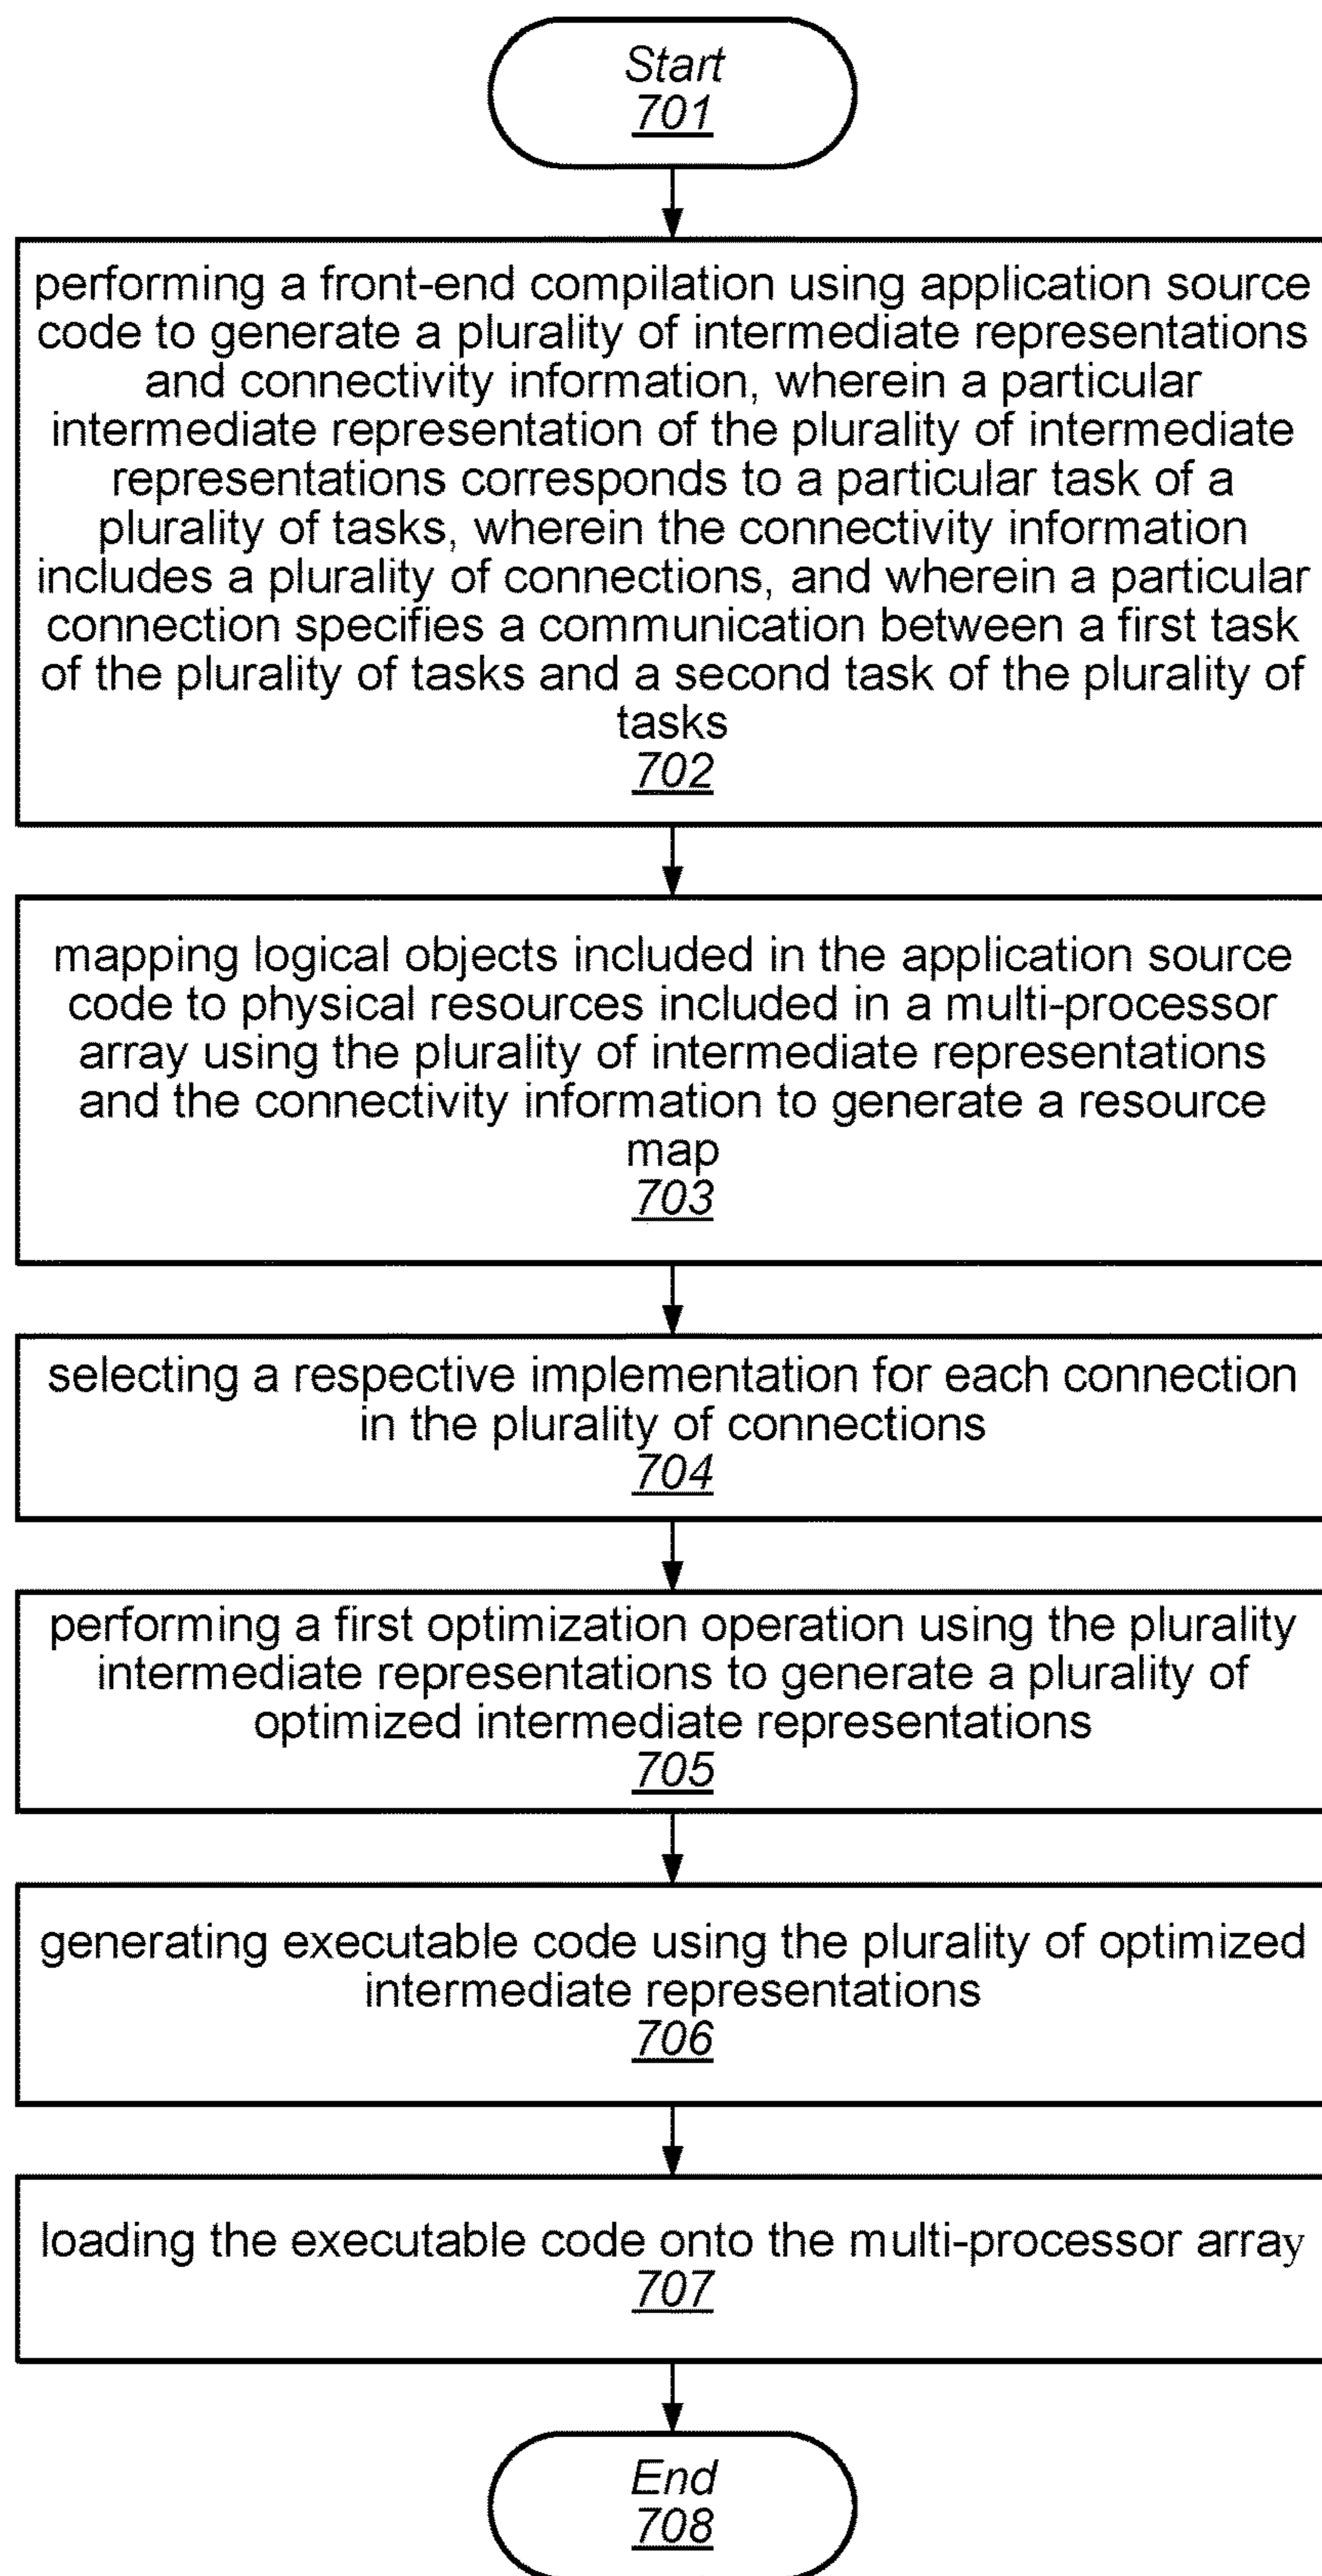 Start
701
performing a front-end compilation using application source
code to generate a plurality of intermediate representations
and connectivity information, wherein a particular
intermediate representation of the plurality of intermediate
representations corresponds to a particular task of a
plurality of tasks, wherein the connectivity information
includes a plurality of connections, and wherein a particular
connection specifies a communication between a first task
of the plurality of tasks and a second task of the plurality of
tasks
702
mapping logical objects included in the application source
code to physical resources included in a multi-processor
array using the plurality of intermediate representations
and the connectivity information to generate a resource
map
703
selecting a respective implementation for each connection
in the plurality of connections
704
performing a first optimization operation using the plurality
intermediate representations to generate a plurality of
optimized intermediate representations
705
generating executable code using the plurality of optimized
intermediate representations
706
loading the executable code onto the multi-processor array
707
End
708